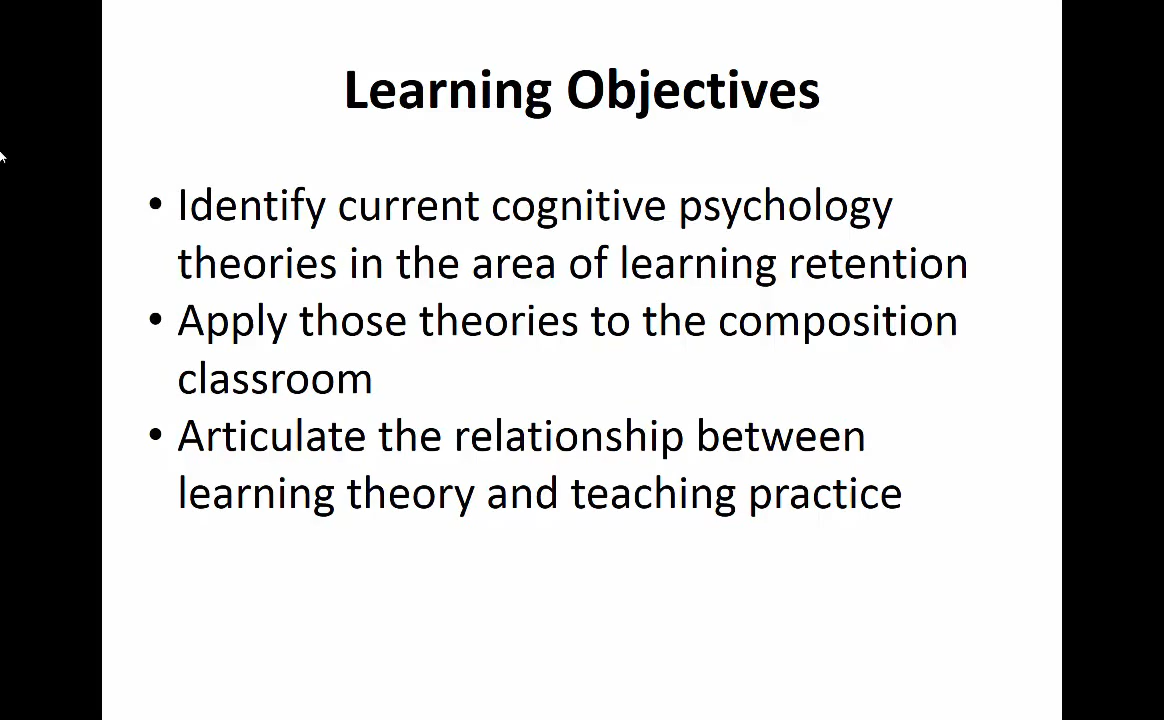 Learning Objectives
• Identify current cognitive psychology
theories in the area of learning retention
• Apply those theories to the composition
classroom
• Articulate the relationship between
learning theory and teaching practice